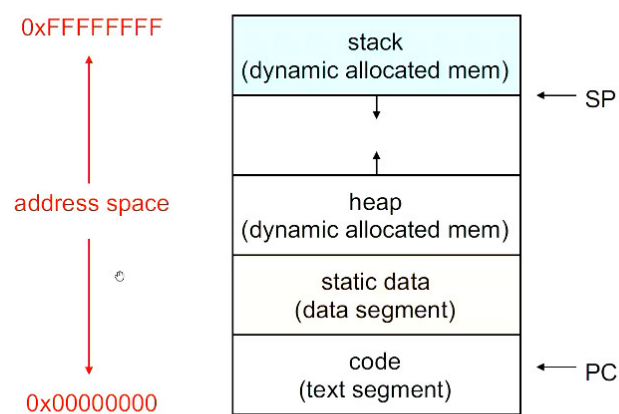 0xFFFFFFFF
stack
(dynamic allocated mem)
SP
address space
heap
(dynamic allocated mem)
static data
(data segment)
code
(text segment)
PC
0x00000000